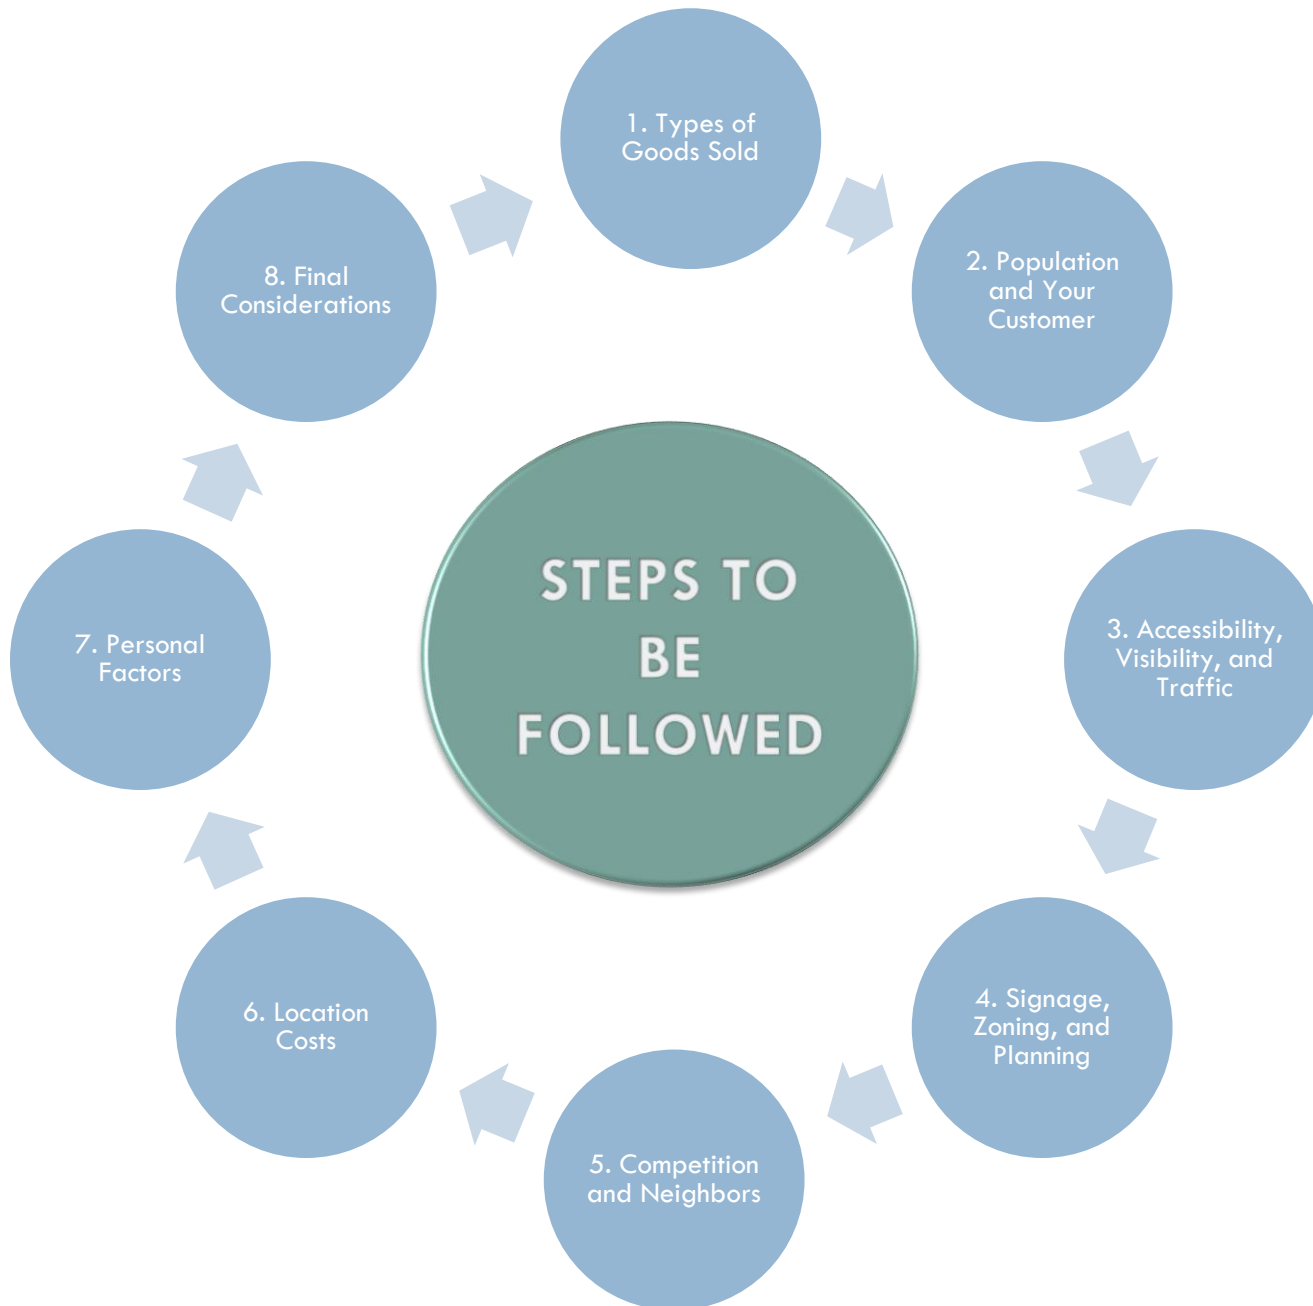 1. Types of
Goods Sold
2. Population
and Your
Customer
3. Accessibility,
Visibility, and
Traffic
4. Signage,
Zoning, and
Planning
5. Competition
and Neighbors
6. Location
Costs
7. Personal
Factors
8. Final
Considerations
STEPS TO
BE
FOLLOWED